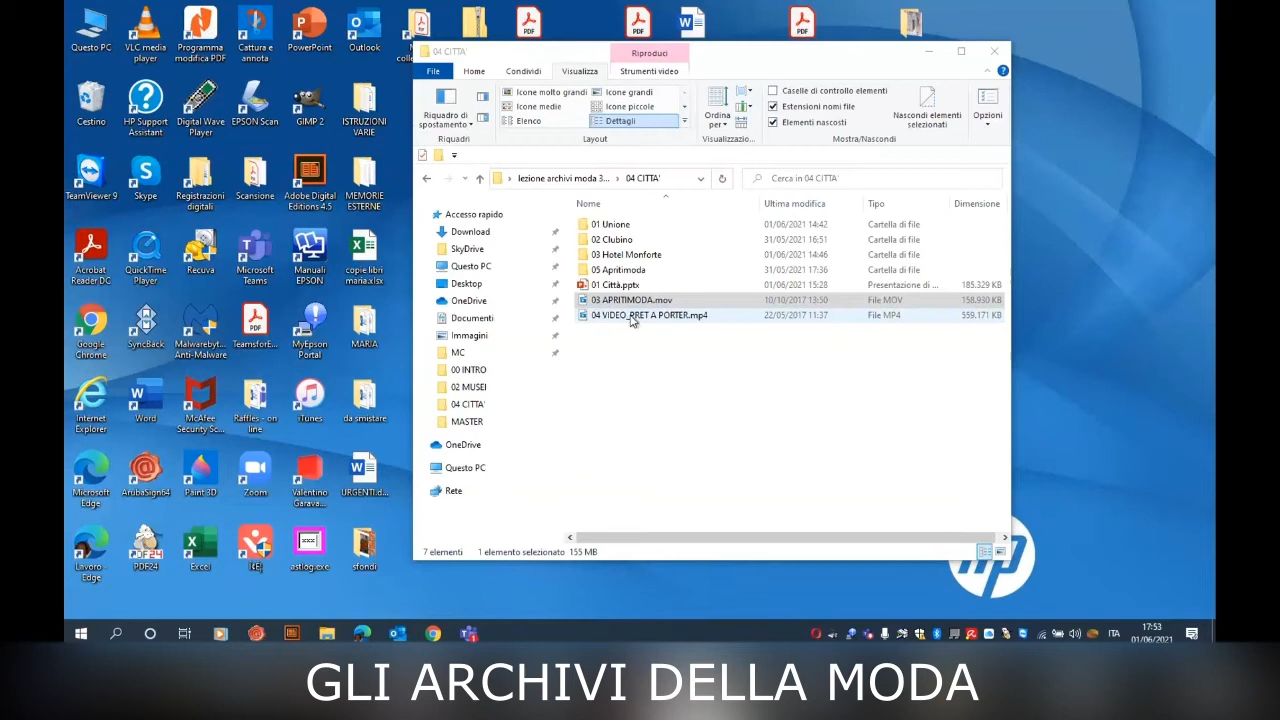 04 CITTA'
Riproduci
File
Home
Condividi
Visualizza
Strumenti video
Icone molto grandi
Icone grandi
Icone medie
Icone piccole
Elenco
Dettagli
Riquadro di
spostamento
Riquadri
Layout
Ordina
per
Visualizzazio...
Caselle di controllo elementi
Estensioni nomi file
Elementi nascosti
Nascondi elementi
selezionati
Mostra/Nascondi
Opzioni
lezione archivi moda 3... › 04 CITTA'
Cerca in 04 CITTA'
Nome
Ultima modifica
Tipo
Dimensione
01 Unione 01/06/2021 14:42 Cartella di file
02 Clubino 31/05/2021 16:51 Cartella di file
03 Hotel Monforte 01/06/2021 14:46 Cartella di file
05 Apritimoda 31/05/2021 17:36 Cartella di file
01 Città.pptx 01/06/2021 15:28 Presentazione di ... 185.329 KB
03 APRITIMODA.mov 10/10/2017 13:50 File MOV 158.930 KB
04 VIDEO_PRET A PORTER.mp4 22/05/2017 11:37 File MP4 559.171 KB
Accesso rapido
Download
SkyDrive
Questo PC
Desktop
OneDrive
Documenti
Immagini
MC
00 INTRO
02 MUSEI
04 CITTA'
MASTER
OneDrive
Questo PC
Rete
7 elementi
1 elemento selezionato 155 MB
Questo PC
VLC media
player
Programma
modifica PDF
Cattura e
annota
PowerPoint
Outlook
Cestino
HP Support
Assistant
Digital Wave
Player
EPSON Scan
GIMP 2
ISTRUZIONI
VARIE
TeamViewer 9
Skype
Registrazioni
digitali
Scansione
Adobe Digital
Editions 4.5
MEMORIE
ESTERNE
Acrobat
Reader DC
QuickTime
Player
Recuva
Microsoft
Teams
Manuali
EPSON
copie libri
maria.xlsx
Google
Chrome
SyncBack
Malwarebyt...
Anti-Malware
TeamsforE...
MyEpson
Portal
MARIA
Internet
Explorer
Word
McAfee
Security Sc...
Raffles - on
line
iTunes
da smistare
Microsoft
Edge
ArubaSign64
Paint 3D
Zoom
Valentino
Garava...
URGENTI.d...
Lavoro -
Edge
PDF24
Excel
astlog.exe
sfondi
ITA
17:53
01/06/2021
GLI ARCHIVI DELLA MODA